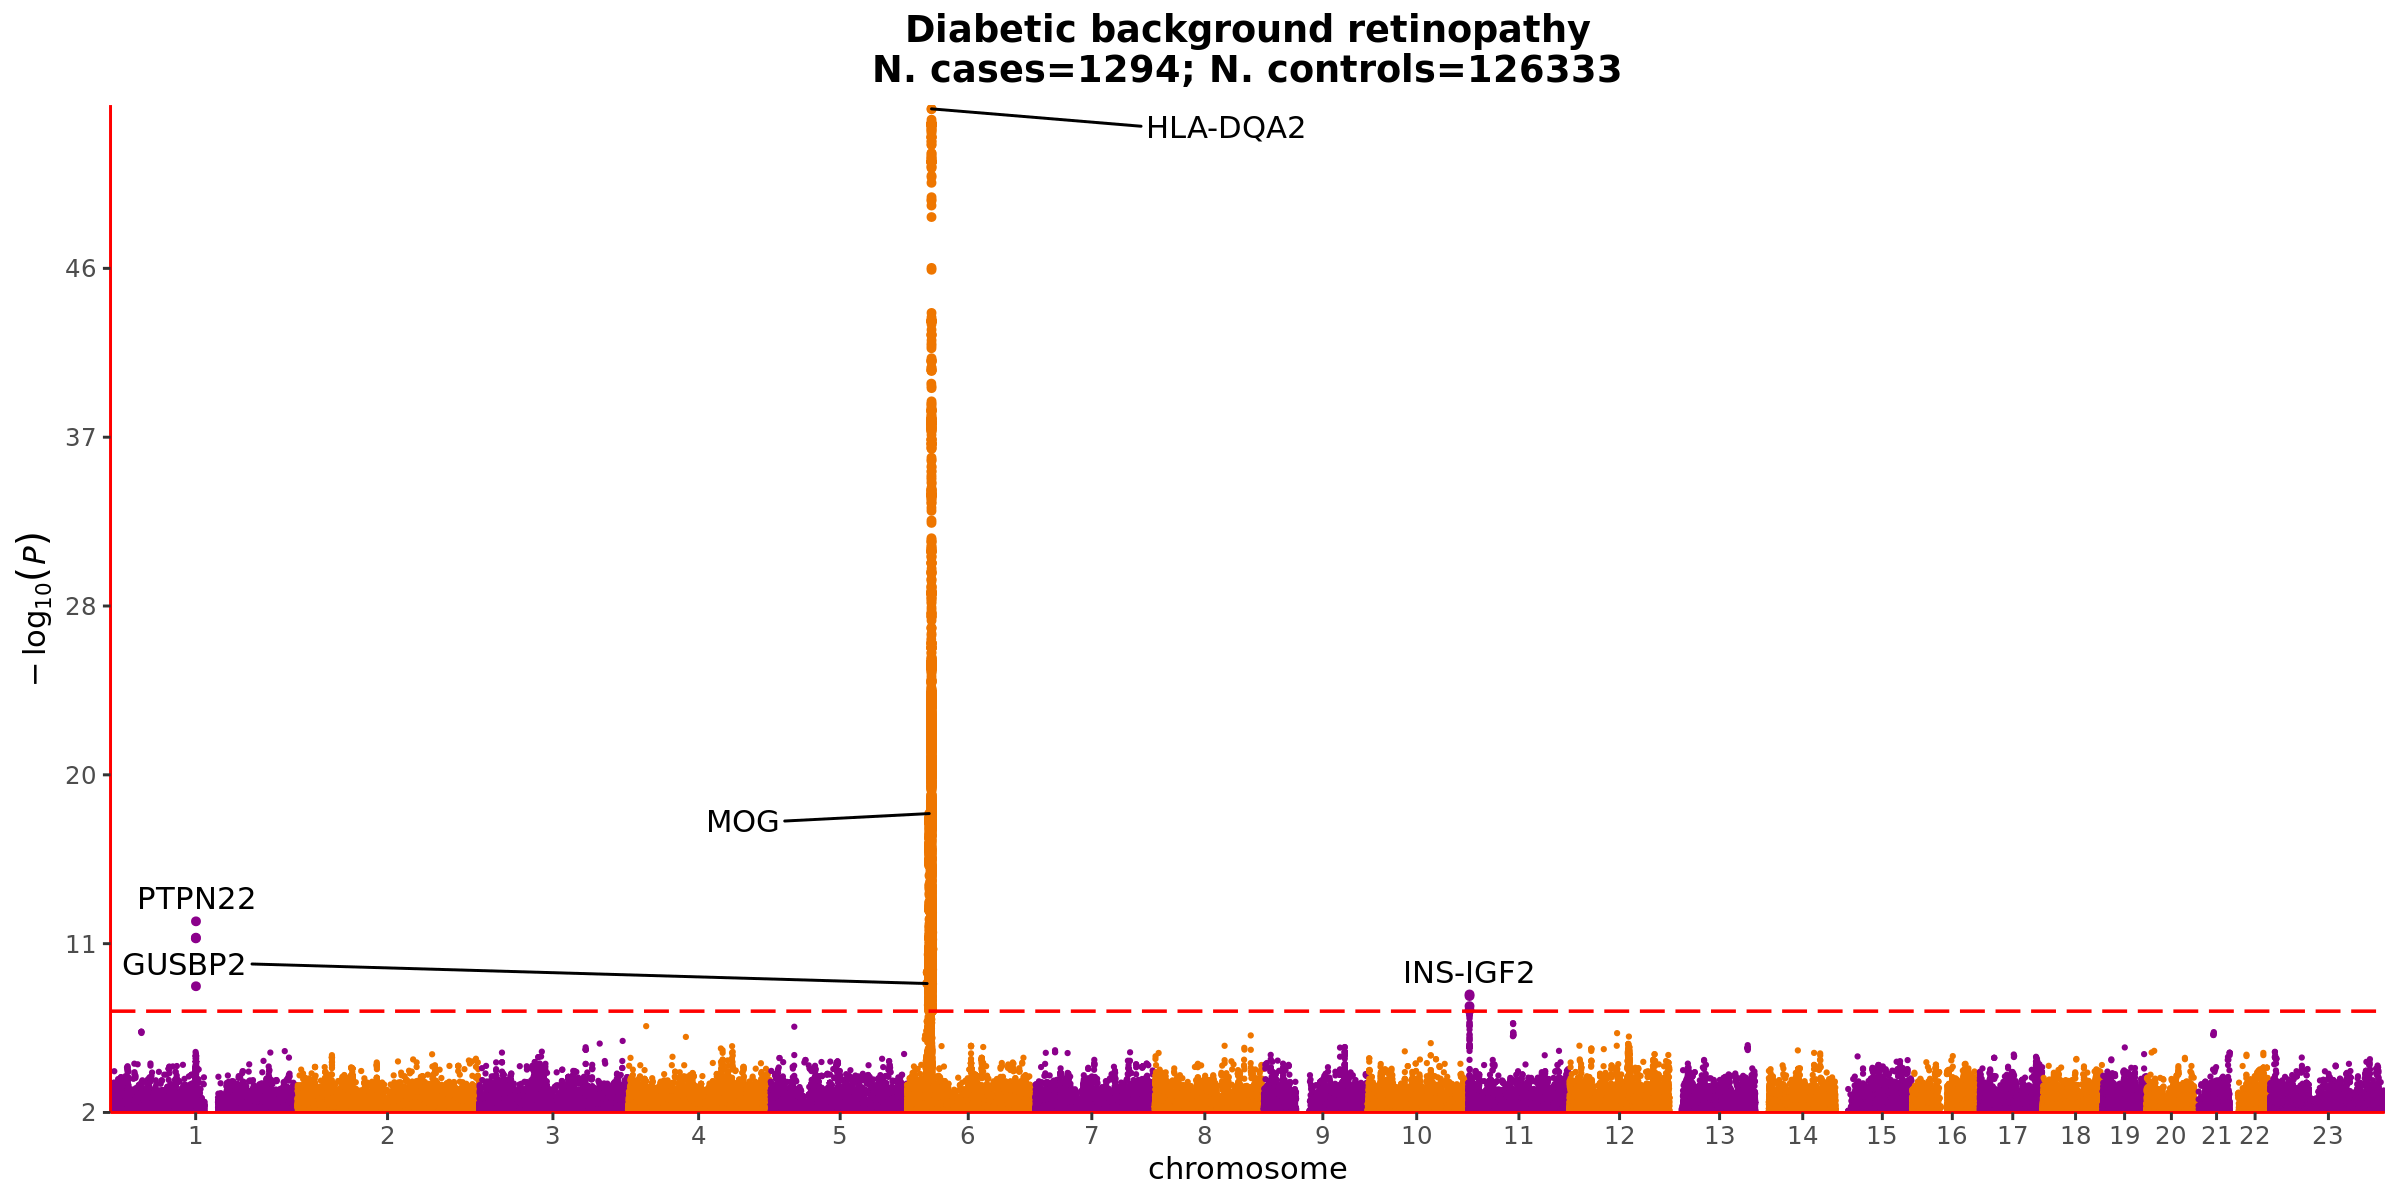 Diabetic background retinopathy
N. cases=1294; N. controls=126333
HLA-DQA2
46
37
28
− log10(P)
20
MOG
PTPN22
11
GUSBP2
INS-IGF2
2
1 2 3 4 5 6 7 8 9 10 11 12 13 14 15 16 17 18 19 20 21 22 23
chromosome